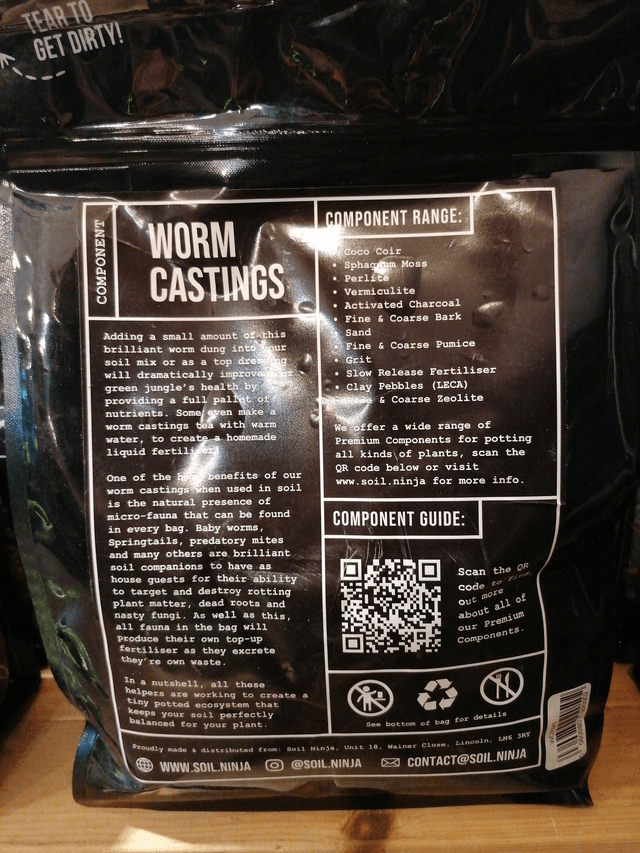 TEAR TO
GET DIRTY!
COMPONENT
WORM
CASTINGS
Adding a small amount of this
brilliant worm dung into your
soil mix or as a top dressing
will dramatically improve your
green jungle's health by
providing a full pallet of
nutrients. Some even make a
worm castings tea with warm
water, to create a homemade
liquid fertiliser!
One of the huge benefits of our
worm castings when used in soil
is the natural presence of
micro-fauna that can be found
in every bag. Baby worms,
Springtails, predatory mites
and many others are brilliant
soil companions to have as
house guests for their ability
to target and destroy rotting
plant matter, dead roots and
nasty fungi. As well as this,
all fauna in the bag will
produce their own top-up
fertiliser as they excrete
they're own waste.
In a nutshell, all these
helpers are working to create a
tiny potted ecosystem that
keeps your soil perfectly
balanced for your plant.
COMPONENT RANGE:
• Coco Coir
• Sphagnum Moss
• Perlite
• Vermiculite
• Activated Charcoal
• Fine & Coarse Bark
Sand
• Fine & Coarse Pumice
• Grit
• Slow Release Fertiliser
• Clay Pebbles (LECA)
• Fine & Coarse Zeolite
We offer a wide range of
Premium Components for potting
all kinds of plants, scan the
QR code below or visit
www.soil.ninja for more info.
COMPONENT GUIDE:
Scan the QR
code to find
out more
about all of
our Premium
Components.
See bottom of bag for details
Proudly made & distributed from: Soil Ninja, Unit 18, Wainer Close, Lincoln, LN6 3RY
WWW.SOIL.NINJA @SOIL.NINJA CONTACT@SOIL.NINJA